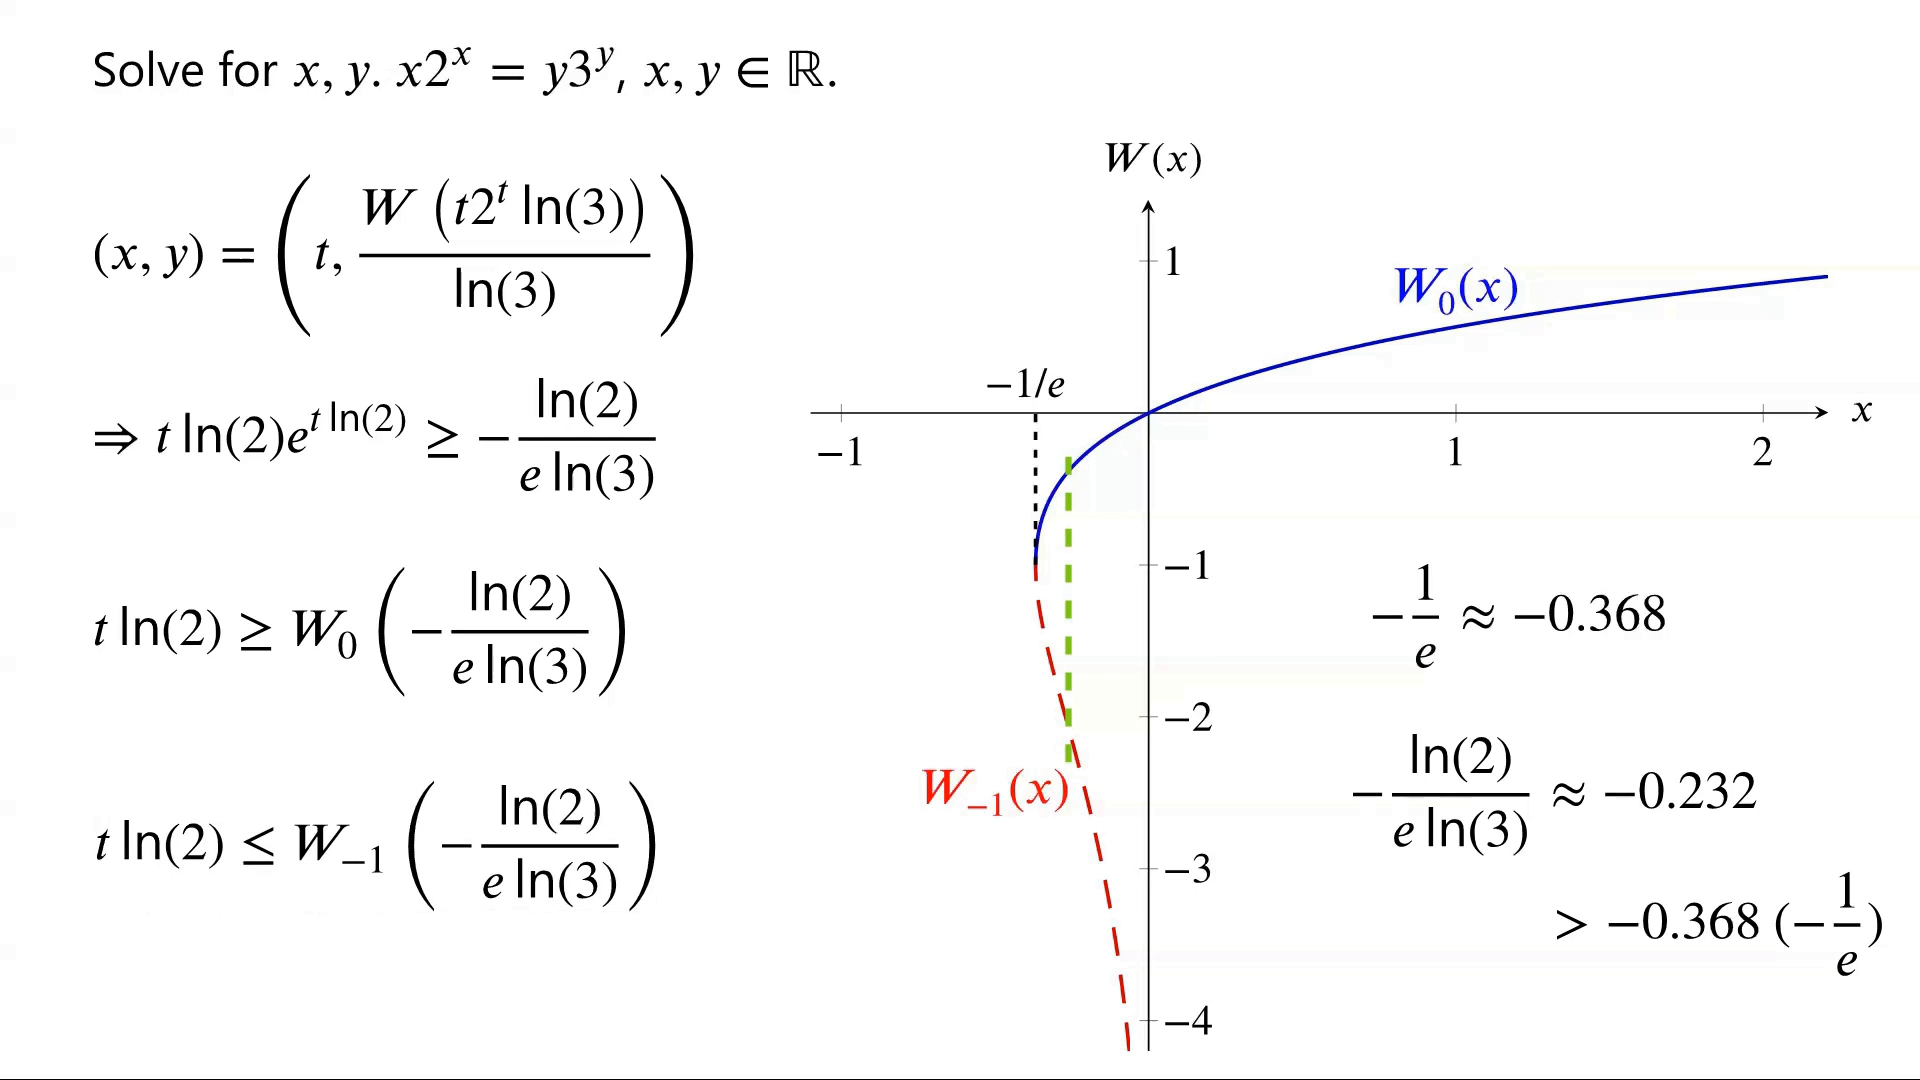 Solve for x, y. x2^x = y3^y, x, y ∈ ℝ.
(x, y) = (t, W (t2^t ln(3)) / ln(3))
⇒ t ln(2)e^{t ln(2)} ≥ − ln(2) / e ln(3)
t ln(2) ≥ W_0 (− ln(2) / e ln(3))
t ln(2) ≤ W_{−1} (− ln(2) / e ln(3))
W(x)
1
W_0(x)
−1/e
x
−1
1
2
−1
−2
W_{−1}(x)
−3
−4
− 1 / e ≈ −0.368
− ln(2) / e ln(3) ≈ −0.232
> −0.368 (− 1 / e)